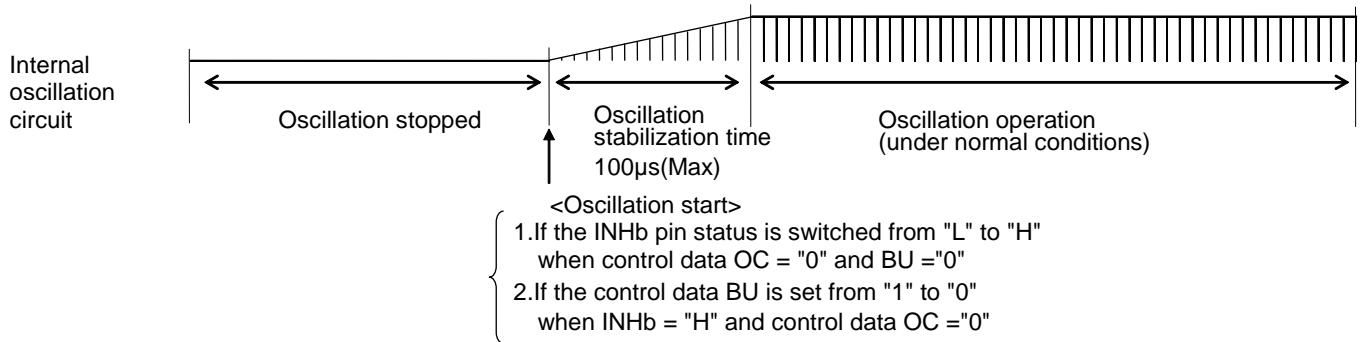 Internal
oscillation
circuit
Oscillation stopped
Oscillation
stabilization time
100µs(Max)
Oscillation operation
(under normal conditions)
<Oscillation start>
1.If the INHb pin status is switched from "L" to "H"
when control data OC = "0" and BU ="0"
2.If the control data BU is set from "1" to "0"
when INHb = "H" and control data OC ="0"